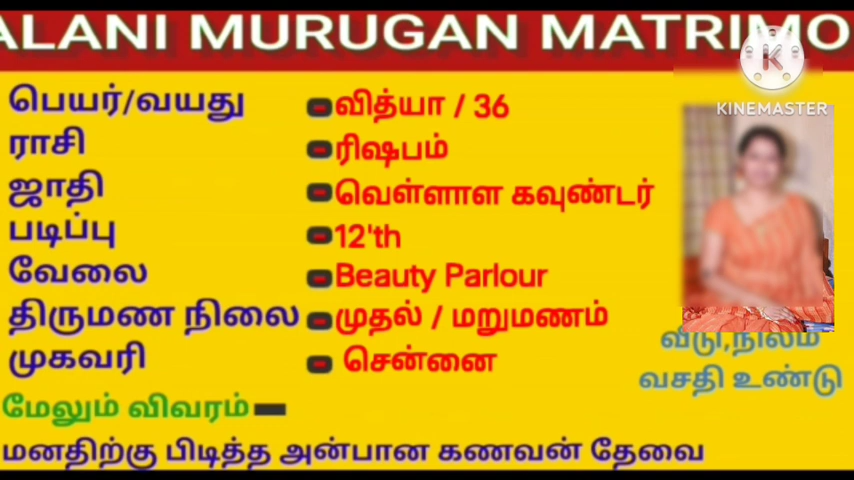 ALANI MURUGAN MATRIMO
KINEMASTER
பெயர்/வயது - வித்யா / 36
ராசி - ரிஷபம்
ஜாதி - வெள்ளாள கவுண்டர்
படிப்பு - 12'th
வேலை - Beauty Parlour
திருமண நிலை - முதல் / மறுமணம்
முகவரி - சென்னை
வீடு,நிலம்
வசதி உண்டு
மேலும் விவரம் -
மனதிற்கு பிடித்த அன்பான கணவன் தேவை